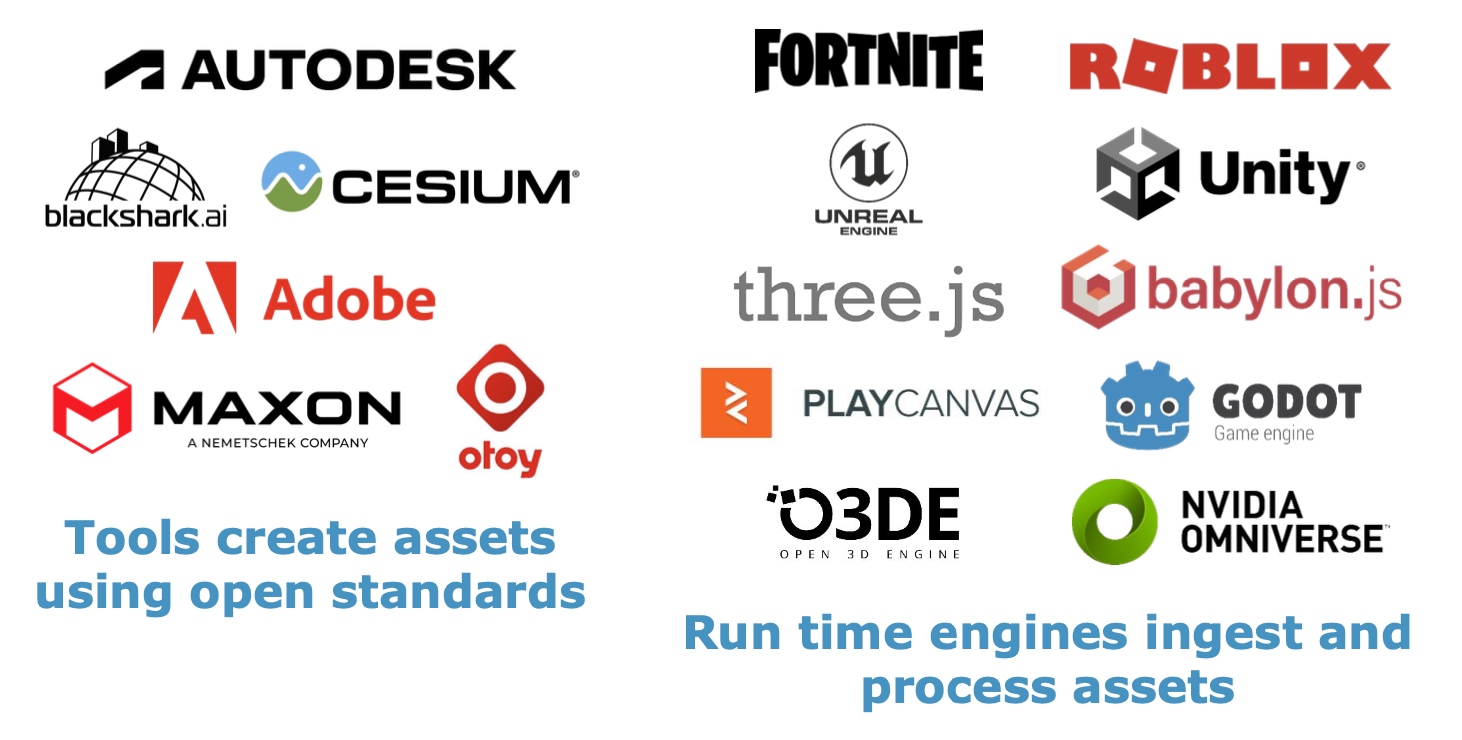 AUTODESK
blackshark.ai
CESIUM®
Adobe
MAXON
A NEMETSCHEK COMPANY
otoy
Tools create assets
using open standards
FORTNITE
ROBLOX
UNREAL
ENGINE
Unity®
three.js
babylon.js
PLAYCANVAS
GODOT
Game engine
O3DE
OPEN 3D ENGINE
NVIDIA
OMNIVERSE™
Run time engines ingest and
process assets